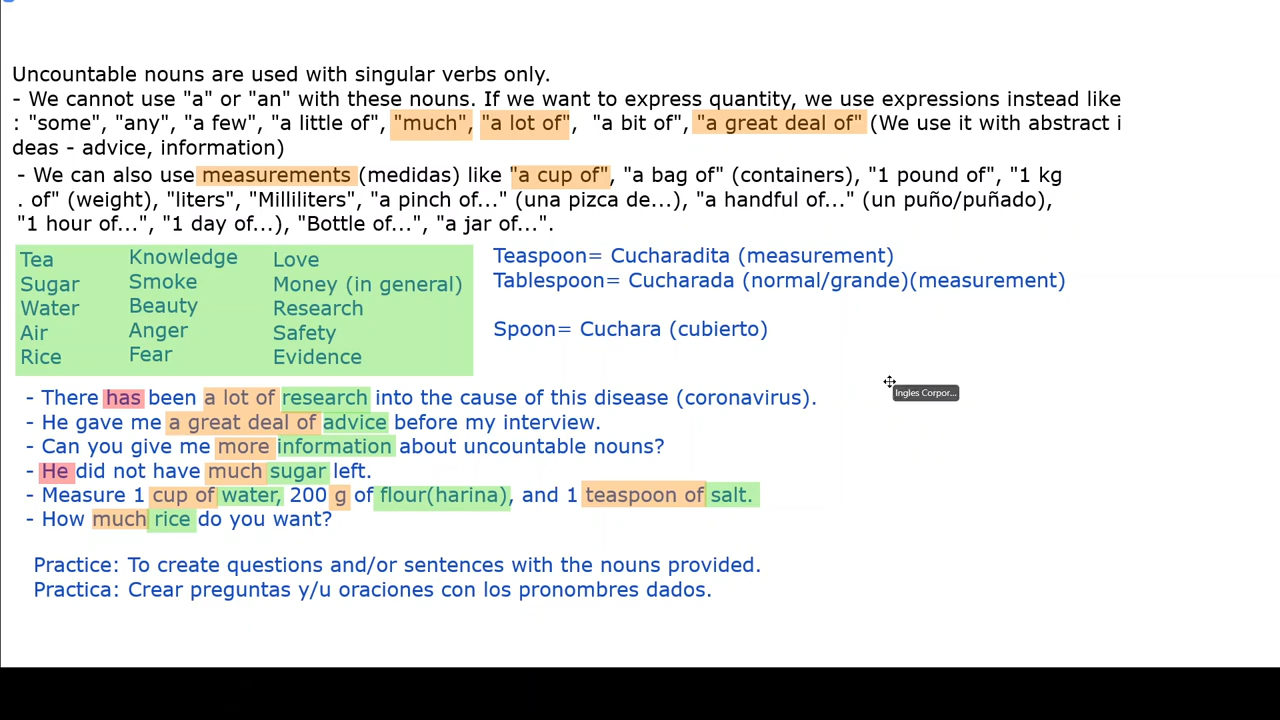 Uncountable nouns are used with singular verbs only.
- We cannot use "a" or "an" with these nouns. If we want to express quantity, we use expressions instead like
: "some", "any", "a few", "a little of", "much", "a lot of",  "a bit of", "a great deal of" (We use it with abstract i
deas - advice, information)
- We can also use measurements (medidas) like "a cup of", "a bag of" (containers), "1 pound of", "1 kg
. of" (weight), "liters", "Milliliters", "a pinch of..." (una pizca de...), "a handful of..." (un puño/puñado),
"1 hour of...", "1 day of...), "Bottle of...", "a jar of...".
Tea
Sugar
Water
Air
Rice
Knowledge
Smoke
Beauty
Anger
Fear
Love
Money (in general)
Research
Safety
Evidence
Teaspoon= Cucharadita (measurement)
Tablespoon= Cucharada (normal/grande)(measurement)
Spoon= Cuchara (cubierto)
Ingles Corpor...
- There has been a lot of research into the cause of this disease (coronavirus).
- He gave me a great deal of advice before my interview.
- Can you give me more information about uncountable nouns?
- He did not have much sugar left.
- Measure 1 cup of water, 200 g of flour(harina), and 1 teaspoon of salt.
- How much rice do you want?
Practice: To create questions and/or sentences with the nouns provided.
Practica: Crear preguntas y/u oraciones con los pronombres dados.